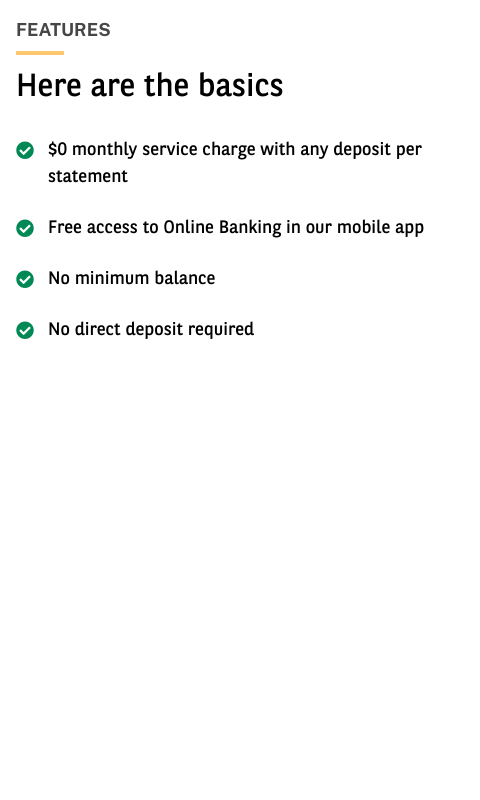 FEATURES
Here are the basics
$0 monthly service charge with any deposit per
statement
Free access to Online Banking in our mobile app
No minimum balance
No direct deposit required